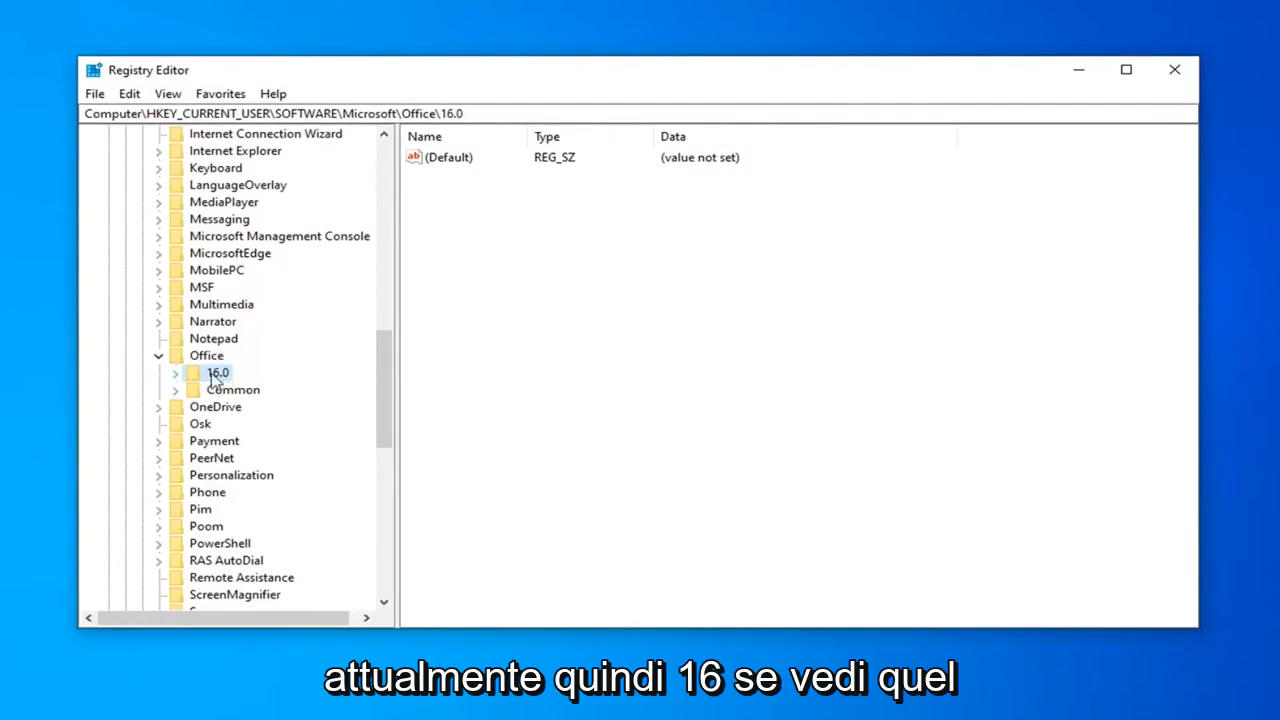 Registry Editor
File Edit View Favorites Help
Computer\HKEY_CURRENT_USER\SOFTWARE\Microsoft\Office\16.0
Internet Connection Wizard
Internet Explorer
Keyboard
LanguageOverlay
MediaPlayer
Messaging
Microsoft Management Console
MicrosoftEdge
MobilePC
MSF
Multimedia
Narrator
Notepad
Office
16.0
Common
OneDrive
Osk
Payment
PeerNet
Personalization
Phone
Pim
Poom
PowerShell
RAS AutoDial
Remote Assistance
ScreenMagnifier
Name Type Data
ab (Default) REG_SZ (value not set)
attualmente quindi 16 se vedi quel